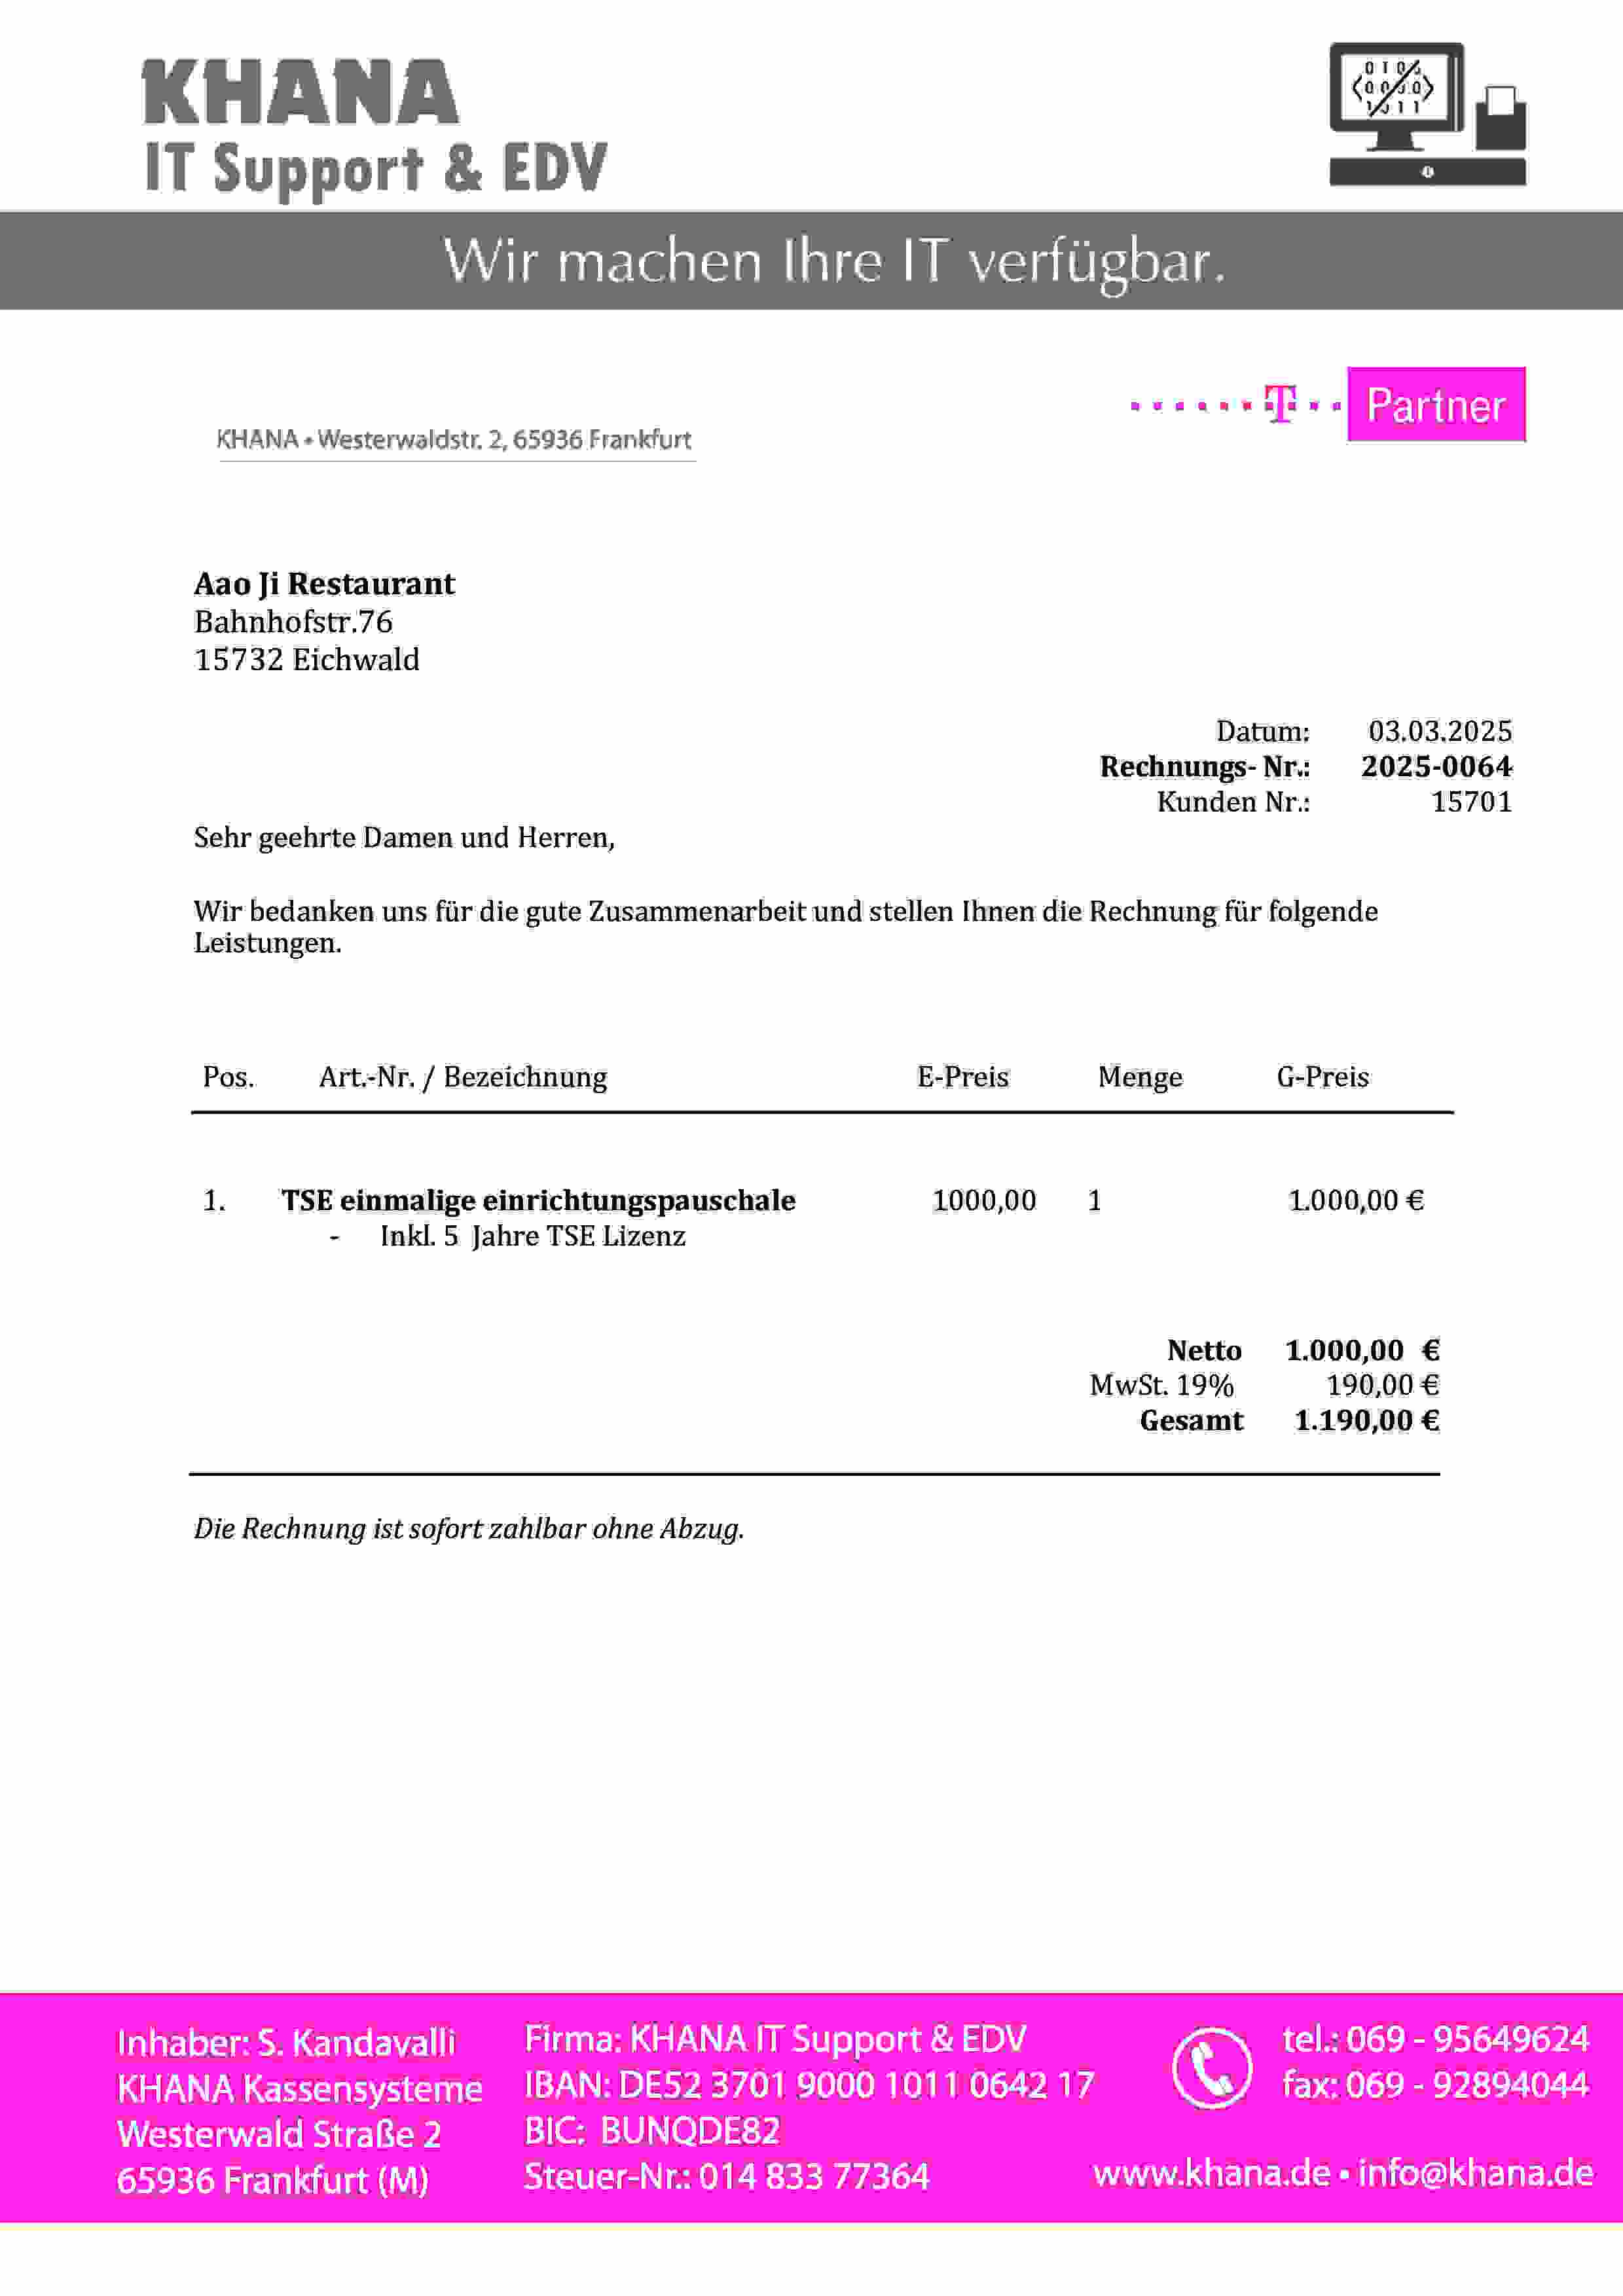 KHANA
IT Support & EDV
Wir machen Ihre IT verfügbar.
T Partner
KHANA • Westerwaldstr. 2, 65936 Frankfurt
Aao Ji Restaurant
Bahnhofstr.76
15732 Eichwald
Datum: 03.03.2025
Rechnungs- Nr.: 2025-0064
Kunden Nr.: 15701
Sehr geehrte Damen und Herren,
Wir bedanken uns für die gute Zusammenarbeit und stellen Ihnen die Rechnung für folgende
Leistungen.
Pos. Art.-Nr. / Bezeichnung E-Preis Menge G-Preis
1. TSE einmalige einrichtungspauschale 1000,00 1 1.000,00 €
- Inkl. 5 Jahre TSE Lizenz
Netto 1.000,00 €
MwSt. 19% 190,00 €
Gesamt 1.190,00 €
Die Rechnung ist sofort zahlbar ohne Abzug.
Inhaber: S. Kandavalli
KHANA Kassensysteme
Westerwald Straße 2
65936 Frankfurt (M)
Firma: KHANA IT Support & EDV
IBAN: DE52 3701 9000 1011 0642 17
BIC: BUNQDE82
Steuer-Nr.: 014 833 77364
tel.: 069 - 95649624
fax: 069 - 92894044
www.khana.de • info@khana.de